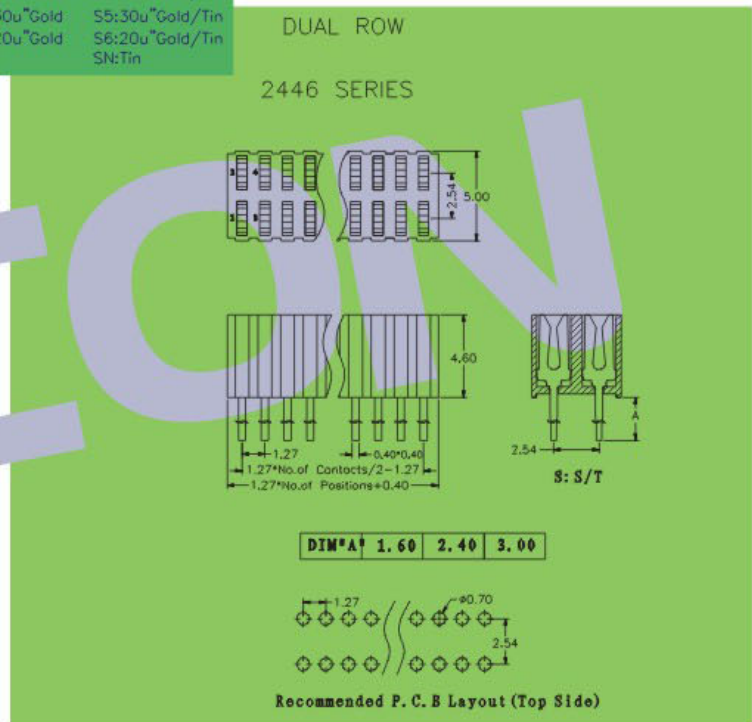 0u"Gold S5:30u"Gold/Tin
0u"Gold S6:20u"Gold/Tin
SN:Tin
DUAL ROW
2446 SERIES
2.54
5.00
4.60
1.27
0.40*0.40
1.27*No.of Contacts/2-1.27
1.27*No.of Positions+0.40
A
2.54
S: S/T
DIM"A" 1.60 2.40 3.00
1.27
ø0.70
2.54
Recommended P.C.B Layout (Top Side)
ON